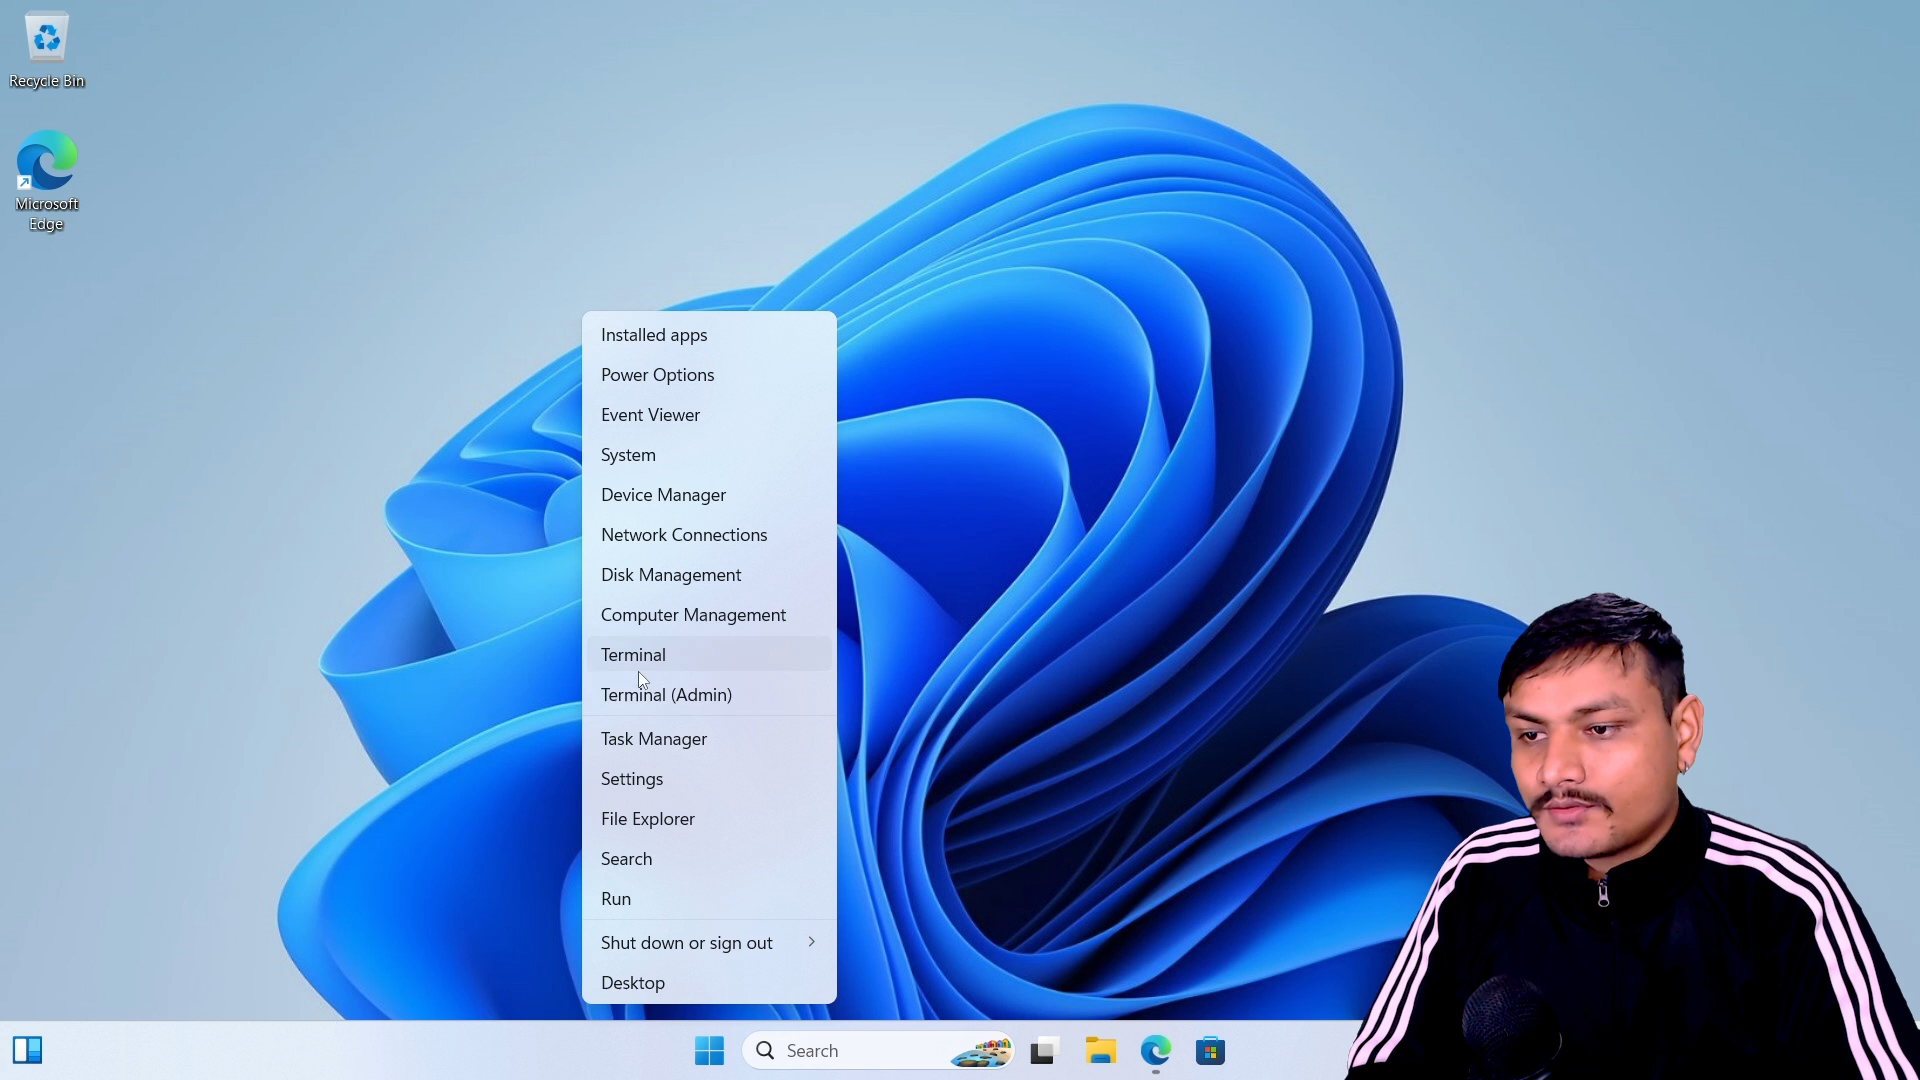 Recycle Bin
Microsoft
Edge
Installed apps
Power Options
Event Viewer
System
Device Manager
Network Connections
Disk Management
Computer Management
Terminal
Terminal (Admin)
Task Manager
Settings
File Explorer
Search
Run
Shut down or sign out
Desktop
Search